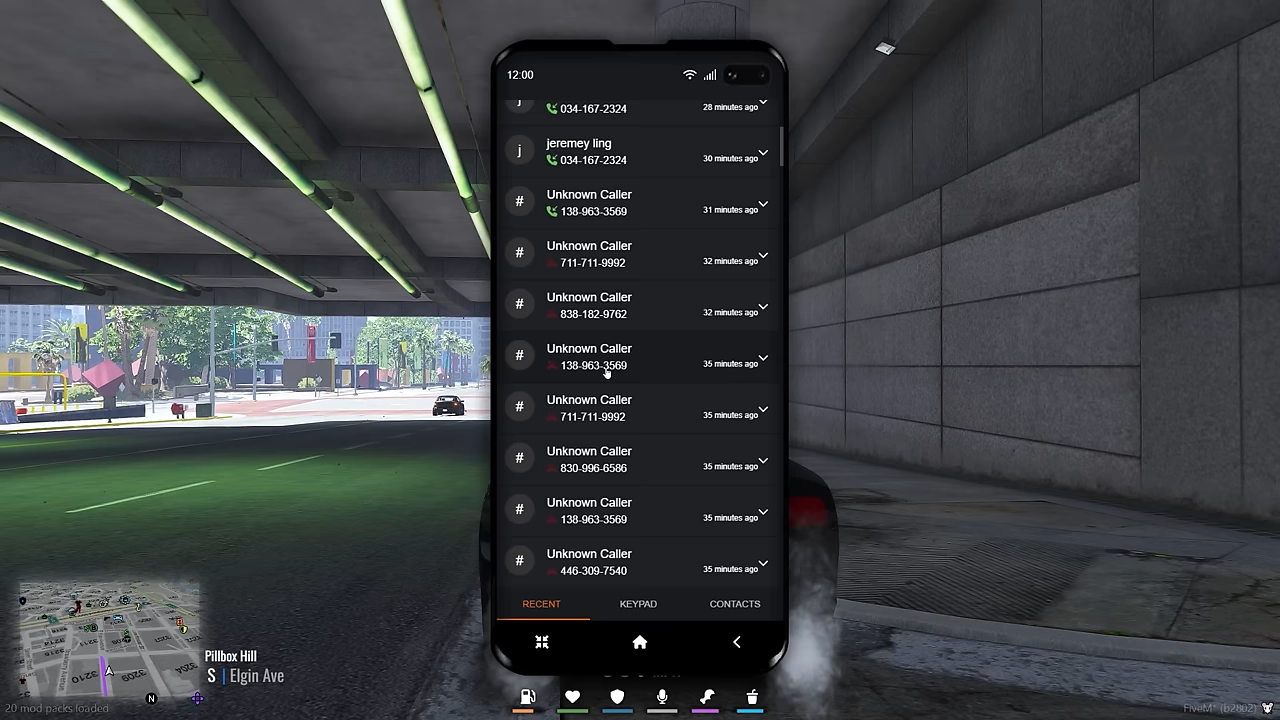 12:00
j
034-167-2324
28 minutes ago
j
jeremey ling
034-167-2324
30 minutes ago
#
Unknown Caller
138-963-3569
31 minutes ago
#
Unknown Caller
711-711-9992
32 minutes ago
#
Unknown Caller
838-182-9762
32 minutes ago
#
Unknown Caller
138-963-3569
35 minutes ago
#
Unknown Caller
711-711-9992
35 minutes ago
#
Unknown Caller
830-996-6586
35 minutes ago
#
Unknown Caller
138-963-3569
35 minutes ago
#
Unknown Caller
446-309-7540
35 minutes ago
RECENT KEYPAD CONTACTS
Pillbox Hill
S | Elgin Ave
N
20 mod packs loaded
FiveM* (b2802)